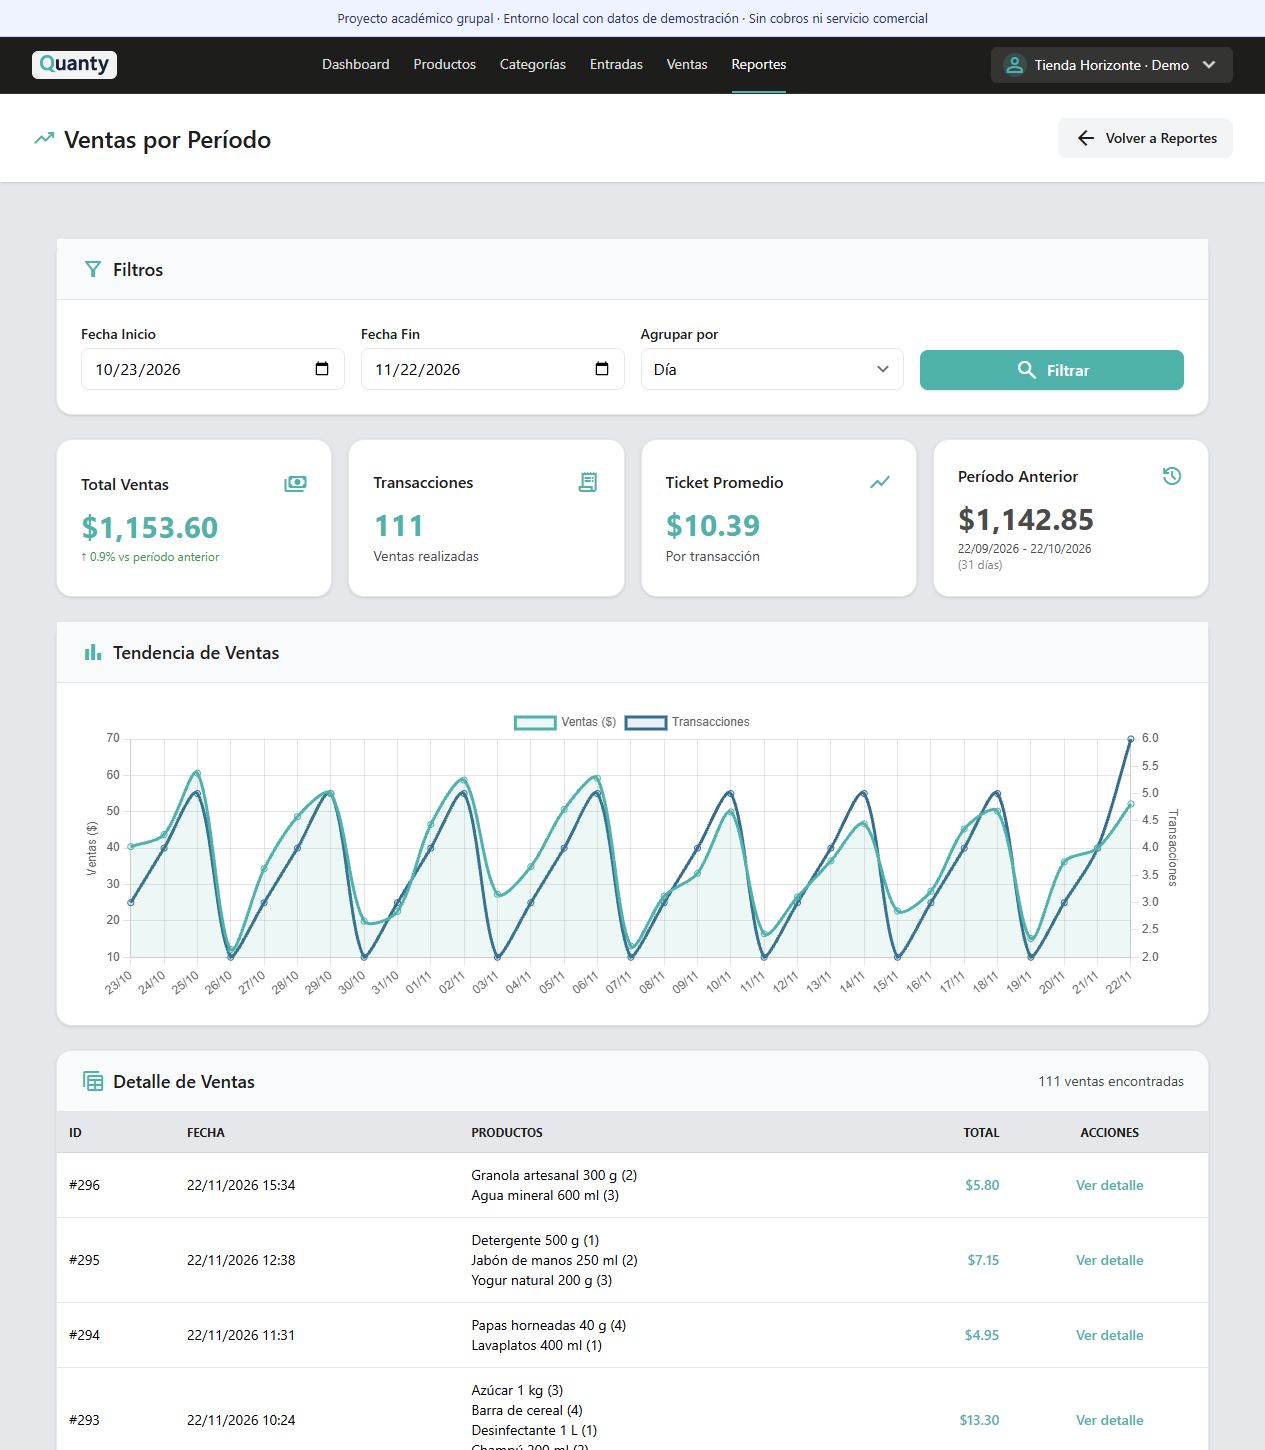 Proyecto académico grupal · Entorno local con datos de demostración · Sin cobros ni servicio comercial
Quanty
Dashboard
Productos
Categorías
Entradas
Ventas
Reportes
Tienda Horizonte · Demo
Ventas por Período
Volver a Reportes
Filtros
Fecha Inicio
10/23/2026
Fecha Fin
11/22/2026
Agrupar por
Día
Filtrar
Total Ventas
$1,153.60
↑ 0.9% vs período anterior
Transacciones
111
Ventas realizadas
Ticket Promedio
$10.39
Por transacción
Período Anterior
$1,142.85
22/09/2026 - 22/10/2026
(31 días)
Tendencia de Ventas
Ventas ($)
Transacciones
Ventas ($)
70
60
50
40
30
20
10
6.0
5.5
5.0
4.5
4.0
3.5
3.0
2.5
2.0
Transacciones
23/10
24/10
25/10
26/10
27/10
28/10
29/10
30/10
31/10
01/11
02/11
03/11
04/11
05/11
06/11
07/11
08/11
09/11
10/11
11/11
12/11
13/11
14/11
15/11
16/11
17/11
18/11
19/11
20/11
21/11
22/11
Detalle de Ventas
111 ventas encontradas
ID FECHA PRODUCTOS TOTAL ACCIONES
#296
22/11/2026 15:34
Granola artesanal 300 g (2)
Agua mineral 600 ml (3)
$5.80
Ver detalle
#295
22/11/2026 12:38
Detergente 500 g (1)
Jabón de manos 250 ml (2)
Yogur natural 200 g (3)
$7.15
Ver detalle
#294
22/11/2026 11:31
Papas horneadas 40 g (4)
Lavaplatos 400 ml (1)
$4.95
Ver detalle
#293
22/11/2026 10:24
Azúcar 1 kg (3)
Barra de cereal (4)
Desinfectante 1 L (1)
Champú 200 ml (2)
$13.30
Ver detalle